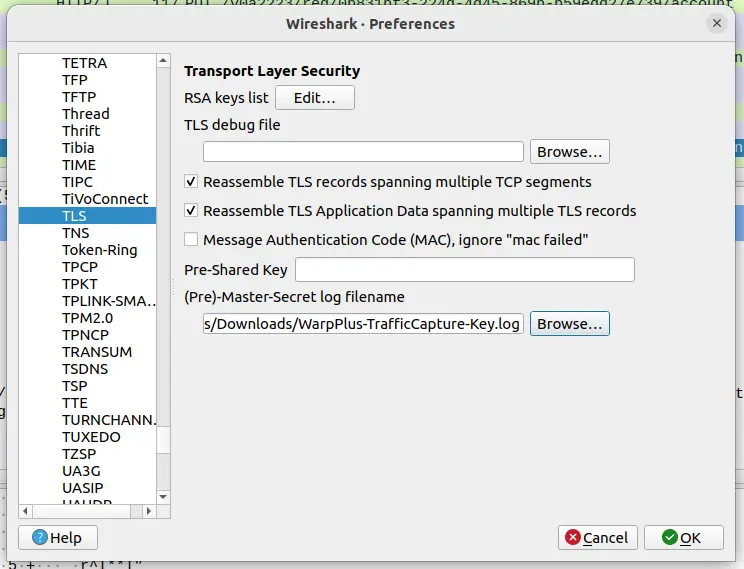 Wireshark · Preferences
TETRA
TFP
TFTP
Thread
Thrift
Tibia
TIME
TIPC
TiVoConnect
TLS
TNS
Token-Ring
TPCP
TPKT
TPLINK-SMA…
TPM2.0
TPNCP
TRANSUM
TSDNS
TSP
TTE
TURNCHANN…
TUXEDO
TZSP
UA3G
UASIP
UAUDP
Transport Layer Security
RSA keys list Edit…
TLS debug file
Browse…
Reassemble TLS records spanning multiple TCP segments
Reassemble TLS Application Data spanning multiple TLS records
Message Authentication Code (MAC), ignore "mac failed"
Pre-Shared Key
(Pre)-Master-Secret log filename
s/Downloads/WarpPlus-TrafficCapture-Key.log Browse…
Help
Cancel
OK